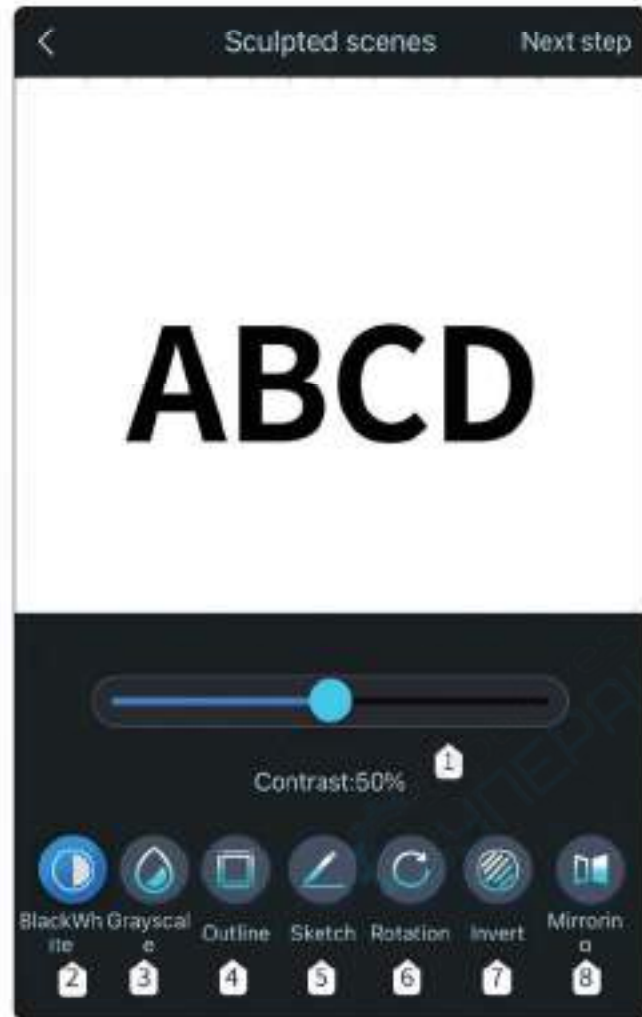 Sculpted scenes Next step
ABCD
1
Contrast:50%
BlackWh Grayscal Outline Sketch Rotation Invert Mirrorin
ite e g
2 3 4 5 6 7 8